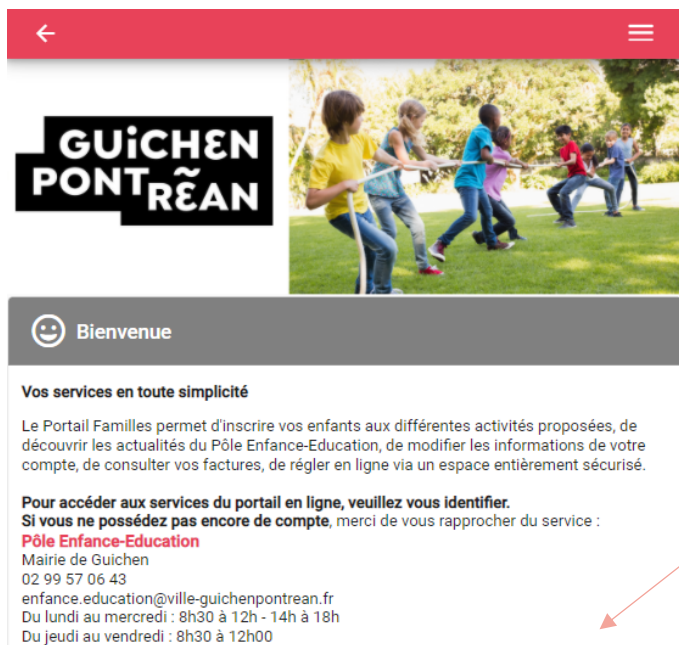 GUiCHEN
PONT RẼAN
Bienvenue
Vos services en toute simplicité
Le Portail Familles permet d'inscrire vos enfants aux différentes activités proposées, de
découvrir les actualités du Pôle Enfance-Education, de modifier les informations de votre
compte, de consulter vos factures, de régler en ligne via un espace entièrement sécurisé.
Pour accéder aux services du portail en ligne, veuillez vous identifier.
Si vous ne possédez pas encore de compte, merci de vous rapprocher du service :
Pôle Enfance-Education
Mairie de Guichen
02 99 57 06 43
enfance.education@ville-guichenpontrean.fr
Du lundi au mercredi : 8h30 à 12h - 14h à 18h
Du jeudi au vendredi : 8h30 à 12h00